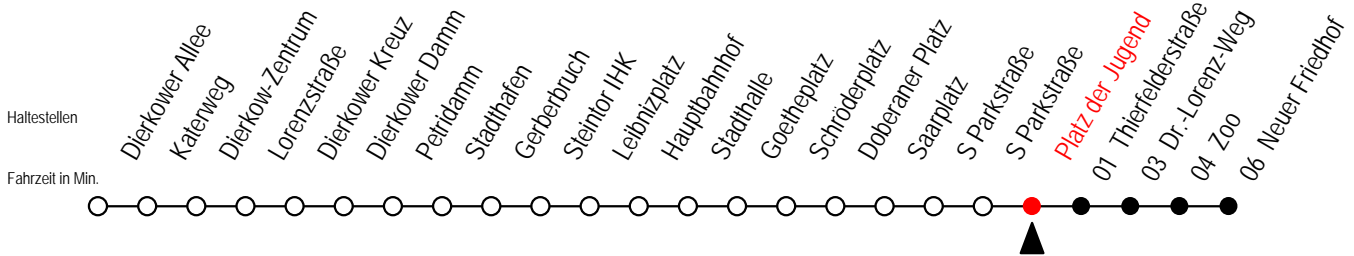 Haltestellen
Fahrzeit in Min.
Dierkower Allee
Katerweg
Dierkow-Zentrum
Lorenzstraße
Dierkower Kreuz
Dierkower Damm
Petridamm
Stadthafen
Gerberbruch
Steintor IHK
Leibnizplatz
Hauptbahnhof
Stadthalle
Goetheplatz
Schröderplatz
Doberaner Platz
Saarplatz
S Parkstraße
S Parkstraße
Platz der Jugend
01 Thierfelderstraße
03 Dr.-Lorenz-Weg
04 Zoo
06 Neuer Friedhof